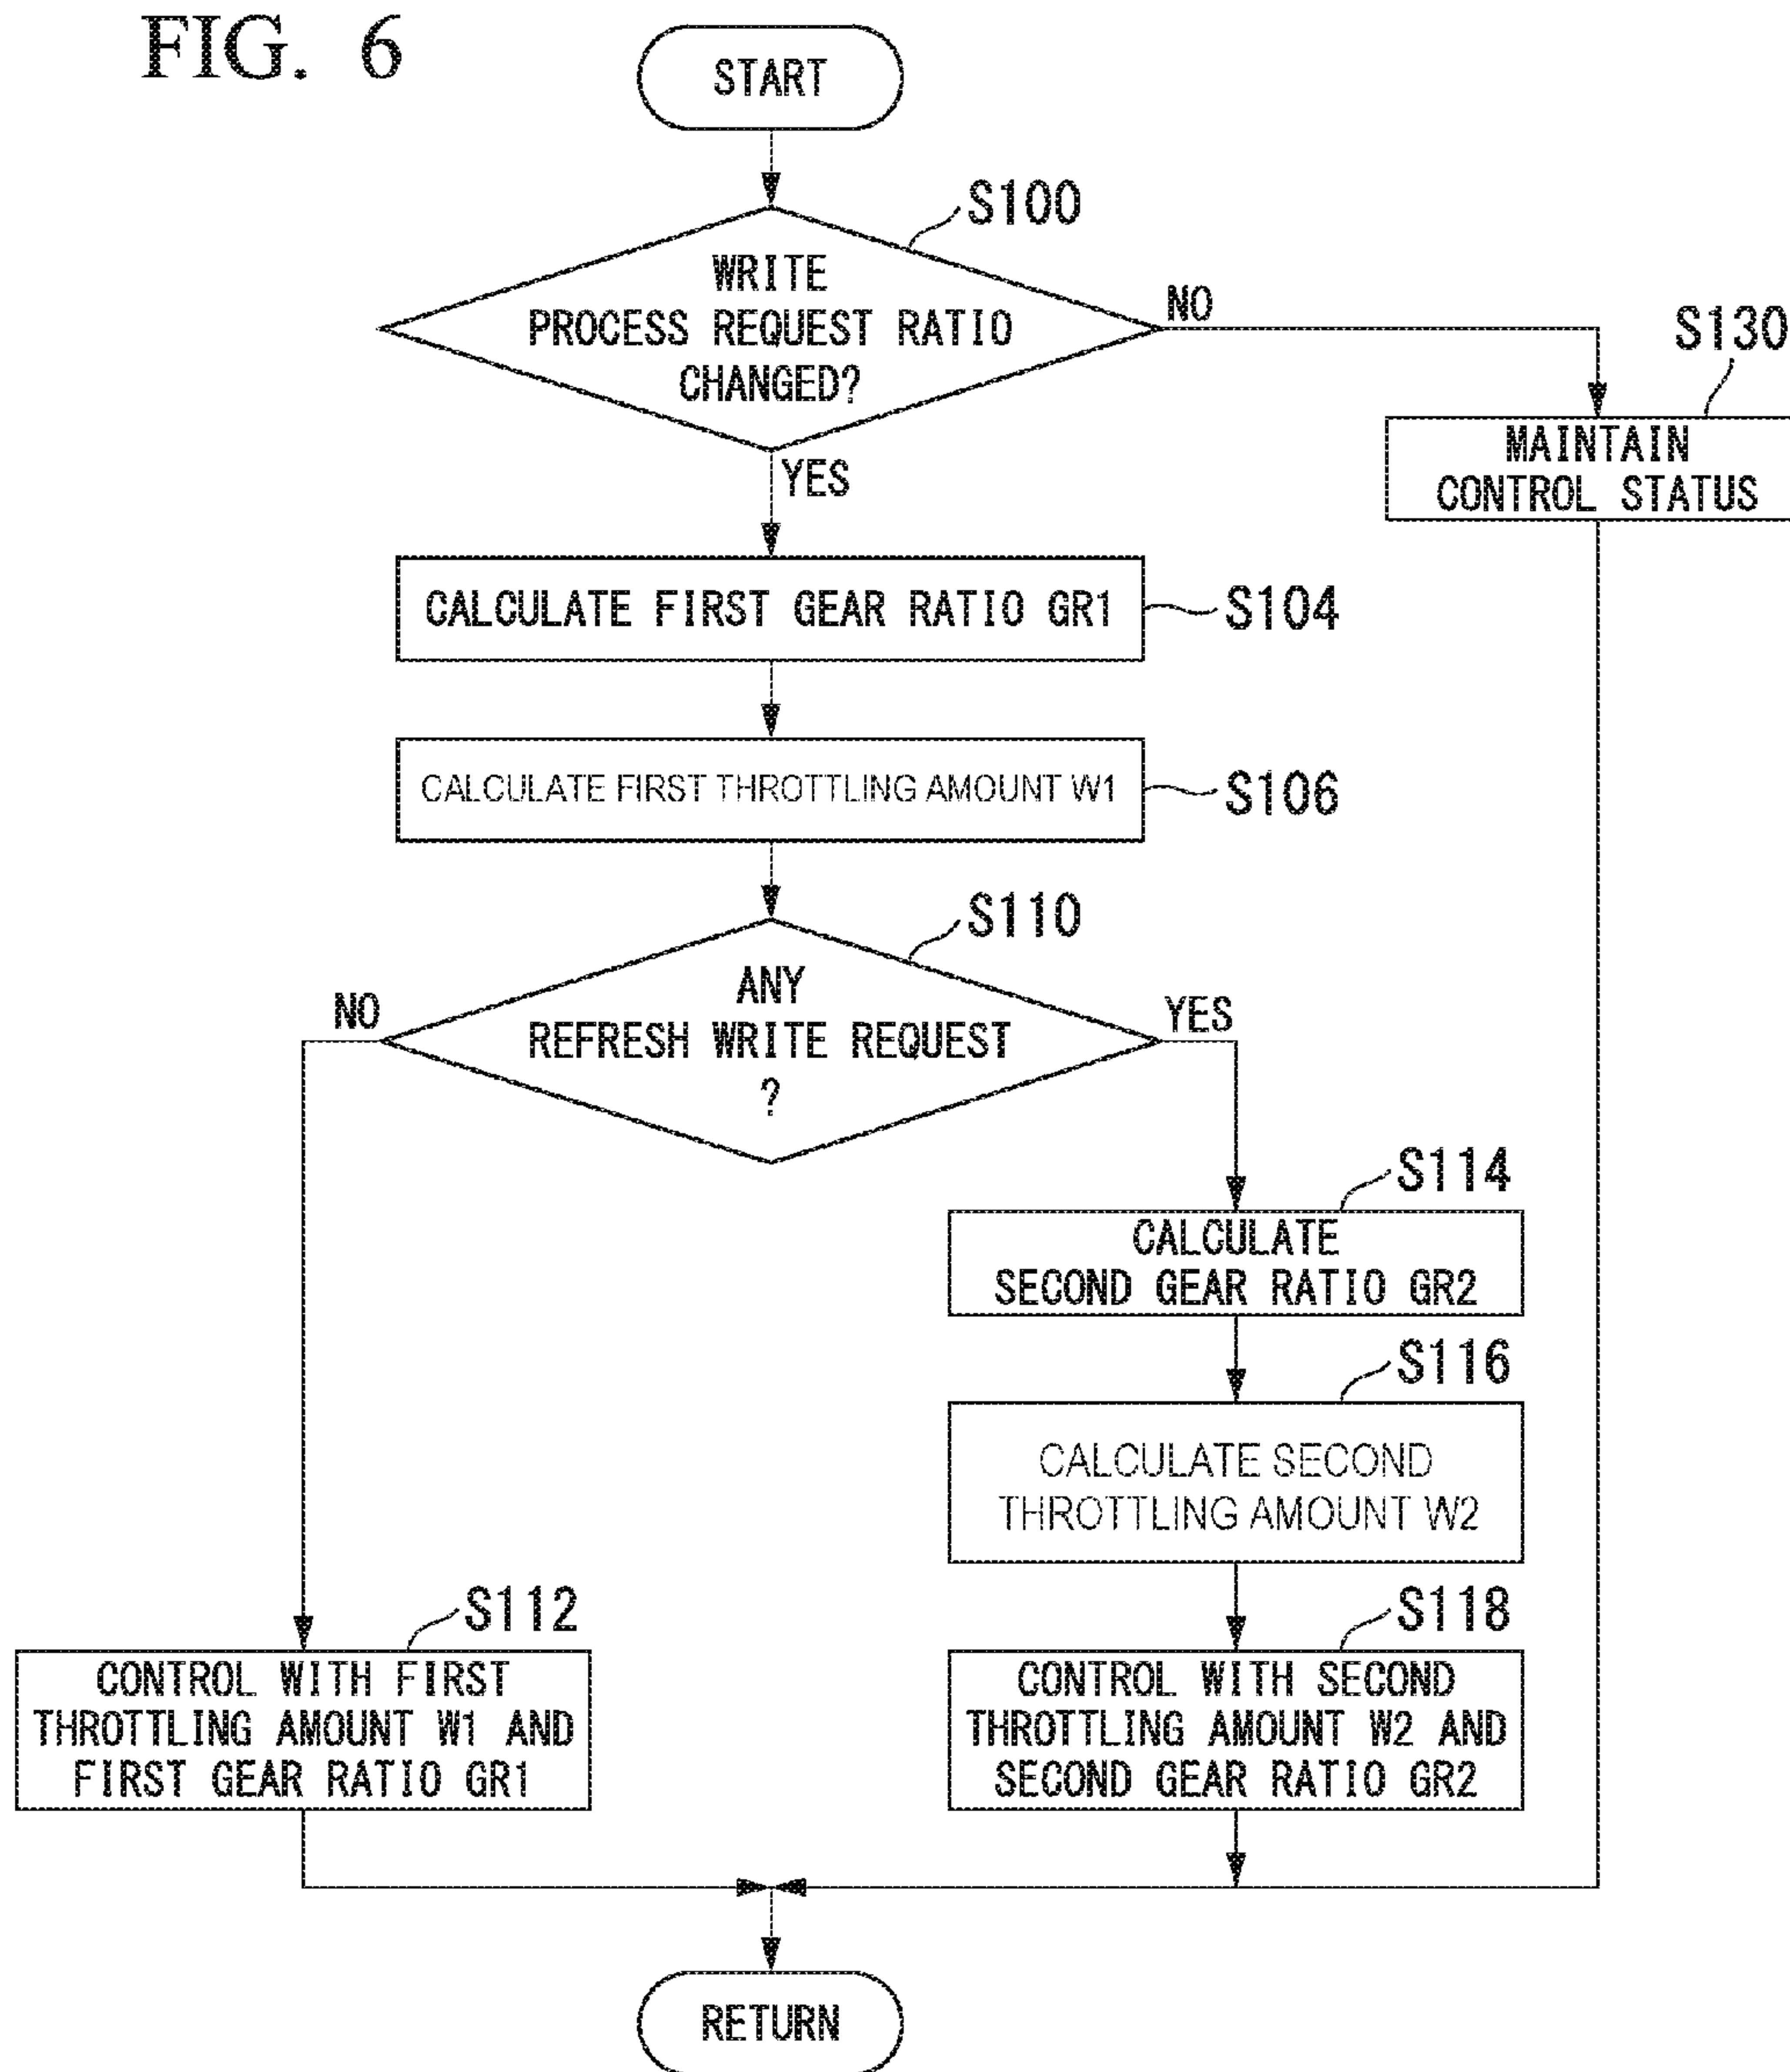 FIG. 6
START
S100
WRITE
PROCESS REQUEST RATIO
CHANGED?
NO
YES
S130
MAINTAIN
CONTROL STATUS
CALCULATE FIRST GEAR RATIO GR1
S104
CALCULATE FIRST THROTTLING AMOUNT W1
S106
S110
ANY
REFRESH WRITE REQUEST
?
NO
YES
S114
CALCULATE
SECOND GEAR RATIO GR2
S116
CALCULATE SECOND
THROTTLING AMOUNT W2
S112
CONTROL WITH FIRST
THROTTLING AMOUNT W1 AND
FIRST GEAR RATIO GR1
S118
CONTROL WITH SECOND
THROTTLING AMOUNT W2 AND
SECOND GEAR RATIO GR2
RETURN